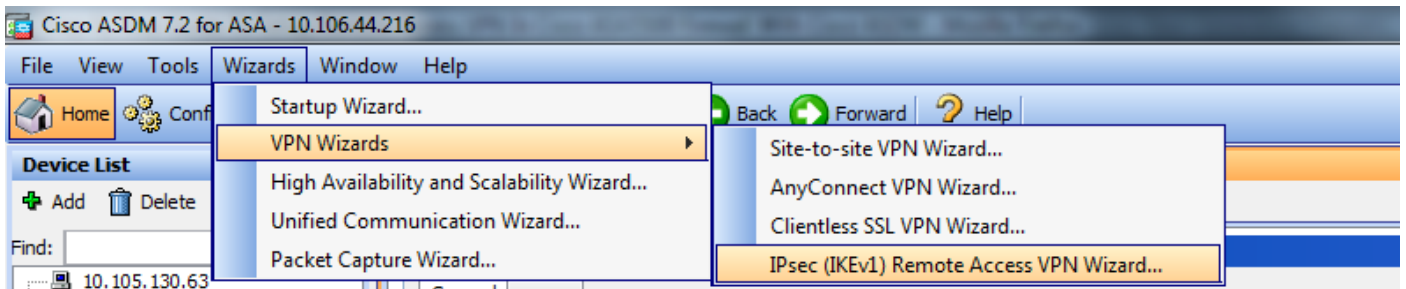 Cisco ASDM 7.2 for ASA - 10.106.44.216
File View Tools Wizards Window Help
Home Conf Back Forward Help
Startup Wizard...
VPN Wizards
High Availability and Scalability Wizard...
Unified Communication Wizard...
Packet Capture Wizard...
Site-to-site VPN Wizard...
AnyConnect VPN Wizard...
Clientless SSL VPN Wizard...
IPsec (IKEv1) Remote Access VPN Wizard...
Device List
Add Delete
Find:
10.105.130.63